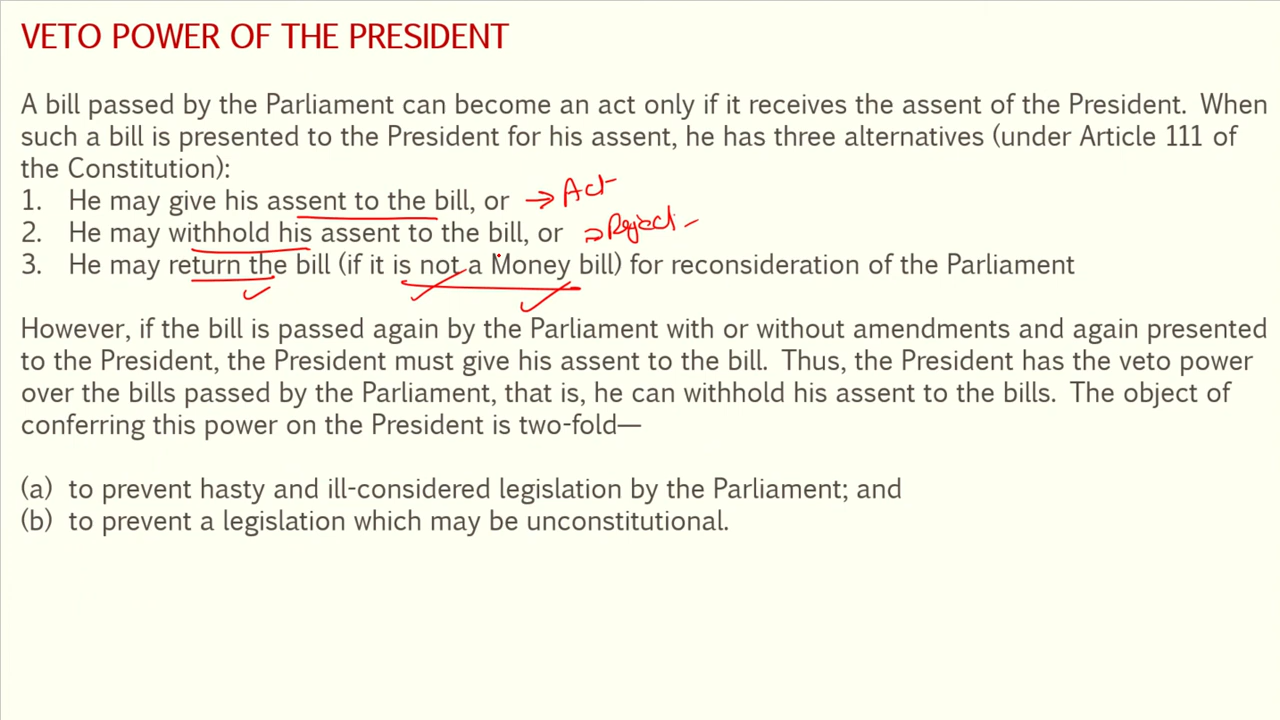 VETO POWER OF THE PRESIDENT
A bill passed by the Parliament can become an act only if it receives the assent of the President. When
such a bill is presented to the President for his assent, he has three alternatives (under Article 111 of
the Constitution):
1. He may give his assent to the bill, or → Act
2. He may withhold his assent to the bill, or → Reject
3. He may return the bill (if it is not a Money bill) for reconsideration of the Parliament
However, if the bill is passed again by the Parliament with or without amendments and again presented
to the President, the President must give his assent to the bill. Thus, the President has the veto power
over the bills passed by the Parliament, that is, he can withhold his assent to the bills. The object of
conferring this power on the President is two-fold—
(a) to prevent hasty and ill-considered legislation by the Parliament; and
(b) to prevent a legislation which may be unconstitutional.